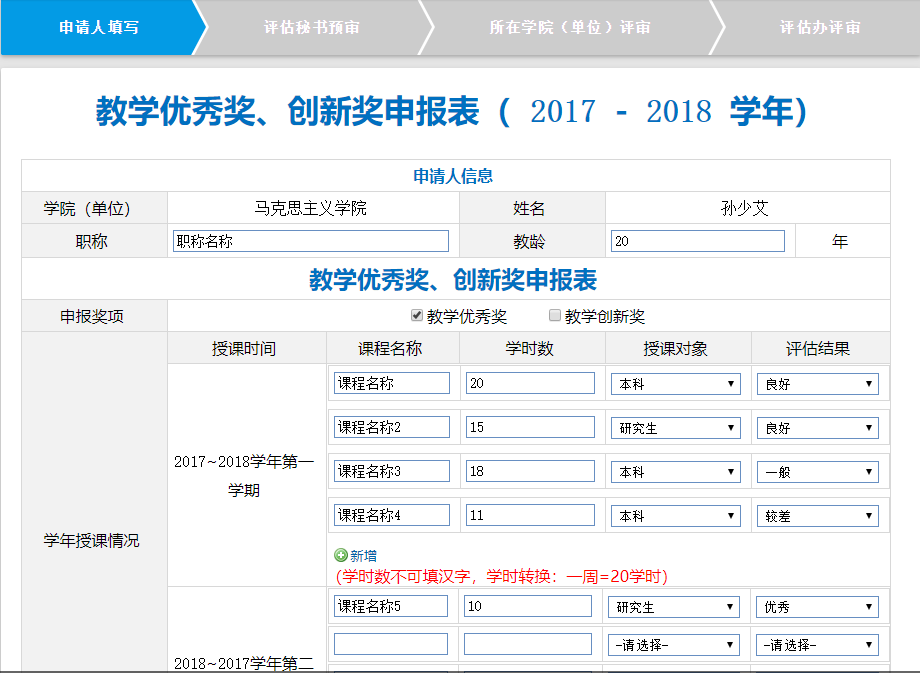 申请人填写 评估秘书预审 所在学院（单位）评审 评估办评审
教学优秀奖、创新奖申报表（ 2017 - 2018 学年）
申请人信息
学院（单位） 马克思主义学院 姓名 孙少艾
职称 职称名称 教龄 20 年
教学优秀奖、创新奖申报表
申报奖项 教学优秀奖 教学创新奖
授课时间 课程名称 学时数 授课对象 评估结果
课程名称 20 本科 良好
课程名称2 15 研究生 良好
2017~2018学年第一
学期
课程名称3 18 本科 一般
课程名称4 11 本科 较差
学年授课情况
新增
（学时数不可填汉字，学时转换：一周=20学时）
课程名称5 10 研究生 优秀
-请选择- -请选择-
2018~2017学年第二